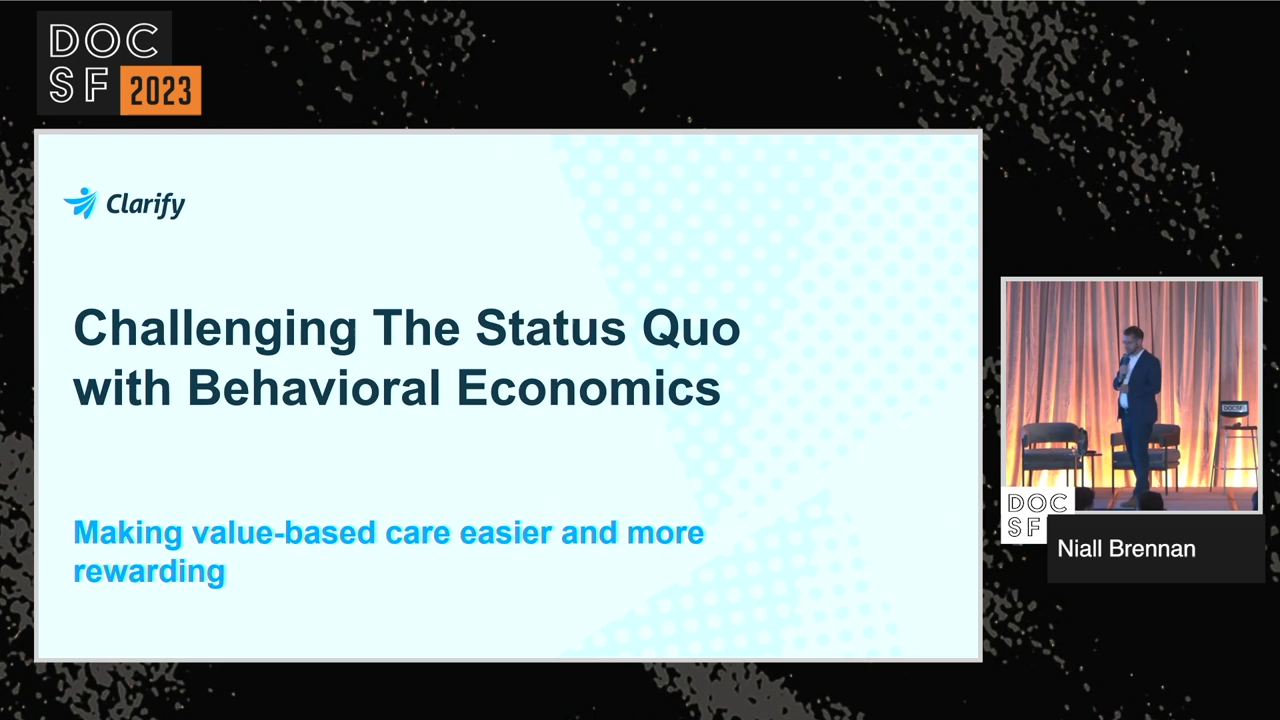 DOC
SF 2023
Clarify
Challenging The Status Quo
with Behavioral Economics
Making value-based care easier and more
rewarding
DOCSF
DOC
SF
Niall Brennan